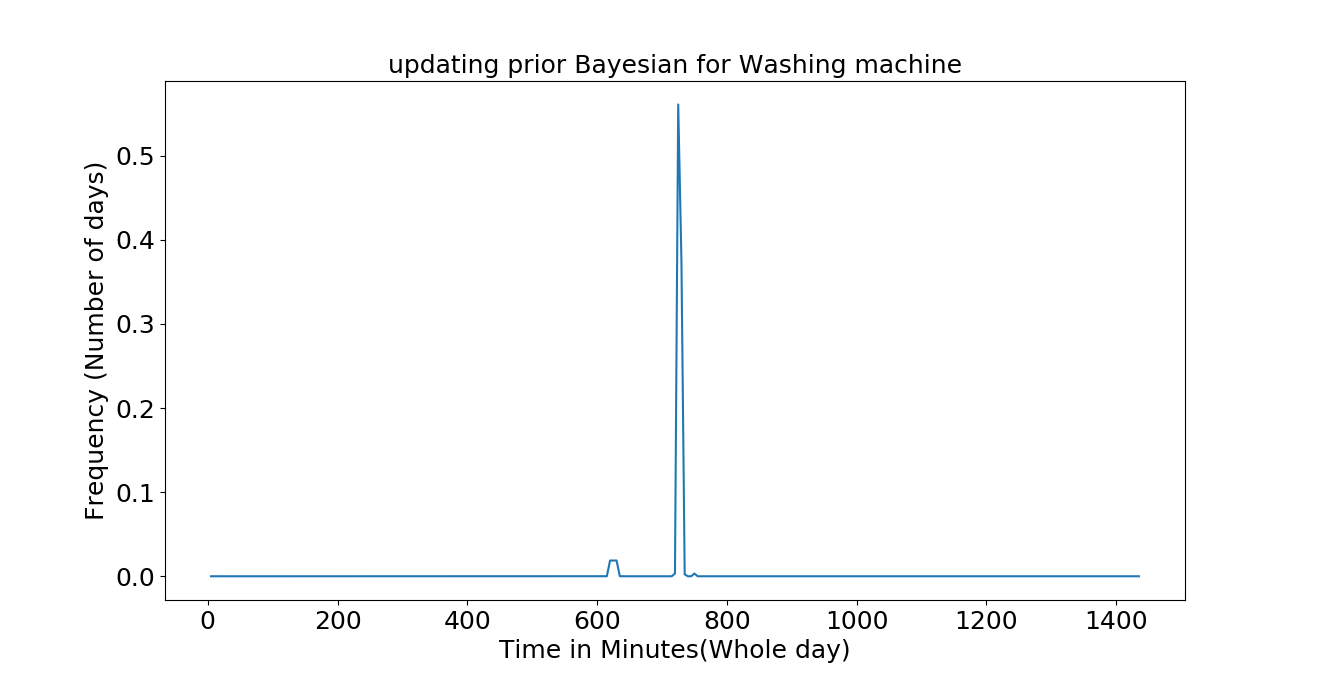 updating prior Bayesian for Washing machine
Frequency (Number of days)
0.5
0.4
0.3
0.2
0.1
0.0
0 200 400 600 800 1000 1200 1400
Time in Minutes(Whole day)